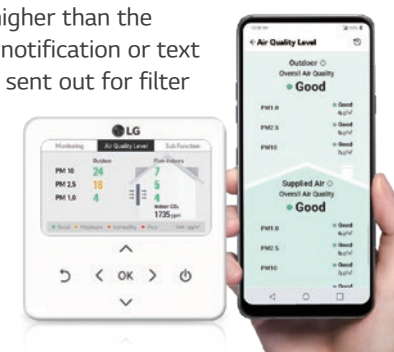 higher than the
notification or text
sent out for filter
LG
Monitoring Air Quality Level Sub Function
Outdoor
PM 10 24 7
PM 2.5 18 5
PM 1.0 4 4
Indoor CO₂
1735 ppm
Good Moderate Unhealthy Poor
OK
Air Quality Level
Outdoor
Overall Air Quality
Good
PM1.0 Good
PM2.5 Good
PM10 Good
Supplied Air
Overall Air Quality
Good
PM1.0 Good
PM2.5 Good
PM10 Good
Good